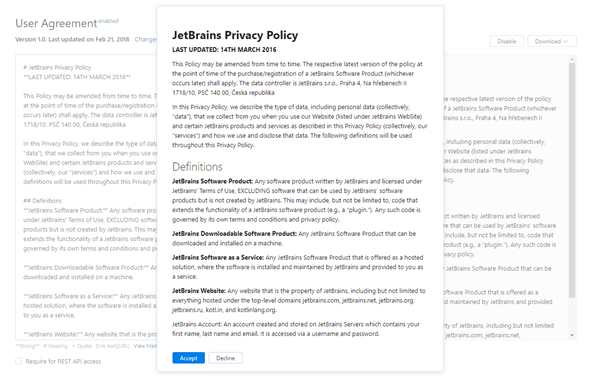 User Agreement enabled
Version 1.0. Last updated on Feb 21, 2018 Change
Disable
Download
# JetBrains Privacy Policy
**LAST UPDATED: 14TH MARCH 2016**
This Policy may be amended from time to time. T
at the point of time of the purchase/registration
occurs later) shall apply. The data controller is Jet
1718/10, PSČ 140 00, Česká republika
In this Privacy Policy, we describe the type of data
"data"), that we collect from you when you use ou
WebSite) and certain JetBrains products and servic
(collectively, our "services") and how we use and
definitions will be used throughout this Privacy P
## Definitions
**JetBrains Software Product:** Any software pro
under JetBrains' Terms of Use, EXCLUDING softwar
products but is not created by JetBrains. This may
extends the functionality of a JetBrains software p
governed by its own terms and conditions and pri
**JetBrains Downloadable Software Product:** An
downloaded and installed on a machine.
**JetBrains Software as a Service:** Any JetBrains
solution, where the software is installed a
to you as a service.
**JetBrains Website:** Any website that is the pro
**Strong** # Heading > Quote [link text](URL) View Mar
Require for REST API access
JetBrains Privacy Policy
LAST UPDATED: 14TH MARCH 2016
This Policy may be amended from time to time. The respective latest version of the policy
at the point of time of the purchase/registration of a JetBrains Software Product (whichever
occurs later) shall apply. The data controller is JetBrains s.r.o., Praha 4, Na Hřebenech II
1718/10, PSČ 140 00, Česká republika
In this Privacy Policy, we describe the type of data, including personal data (collectively,
"data"), that we collect from you when you use our Website (listed under JetBrains WebSite)
and certain JetBrains products and services as described in this Privacy Policy (collectively, our
"services") and how we use and disclose that data. The following definitions will be used
throughout this Privacy Policy.
Definitions
JetBrains Software Product: Any software product written by JetBrains and licensed under
JetBrains' Terms of Use, EXCLUDING software that can be used by JetBrains' software
products but is not created by JetBrains. This may include, but not be limited to, code that
extends the functionality of a JetBrains software product (e.g., a "plugin."). Any such code is
governed by its own terms and conditions and privacy policy.
JetBrains Downloadable Software Product: Any JetBrains Software Product that can be
downloaded and installed on a machine.
JetBrains Software as a Service: Any JetBrains Software Product that is offered as a hosted
solution, where the software is installed and maintained by JetBrains and provided to you as
a service.
JetBrains Website: Any website that is the property of JetBrains, including but not limited to
everything hosted under the top-level domains jetbrains.com, jetbrains.net, jetbrains.org,
jetbrains.ru, kotl.in, and kotlinlang.org.
JetBrains Account: An account created and stored on JetBrains Servers which contains your
first name, last name and email. It is accessed via a username and password.
Accept
Decline
he respective latest version of the policy
of a JetBrains Software Product (whichever
s.r.o., Praha 4, Na Hřebenech II
including personal data (collectively,
Website (listed under JetBrains
es as described in this Privacy Policy
disclose that data. The following
olicy.
duct written by JetBrains and licensed
e that can be used by JetBrains' software
include, but not be limited to, code that
roduct (e.g., a "plugin."). Any such code is
vacy policy.
JetBrains Software Product that can be
Software Product that is offered as a hosted
nd maintained by JetBrains and provided
erty of JetBrains, including but not limited
etbrains.com, jetbrains.net, jetbrains.org,